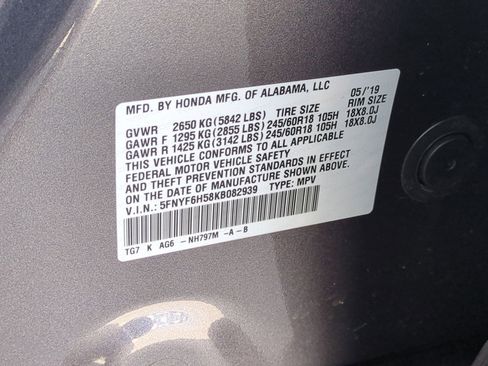 MFD. BY HONDA MFG. OF ALABAMA, LLC 05/'19
GVWR 2650 KG (5842 LBS) TIRE SIZE RIM SIZE
GAWR F 1295 KG (2855 LBS) 245/60R18 105H 18X8.0J
GAWR R 1425 KG (3142 LBS) 245/60R18 105H 18X8.0J
THIS VEHICLE CONFORMS TO ALL APPLICABLE
FEDERAL MOTOR VEHICLE SAFETY
AND THEFT PREVENTION STANDARDS IN EFFECT
ON THE DATE OF MANUFACTURE SHOWN ABOVE.
V.I.N.: 5FNYF6H58KB082939 TYPE: MPV
TG7 K AG6 -NH797M -A-B